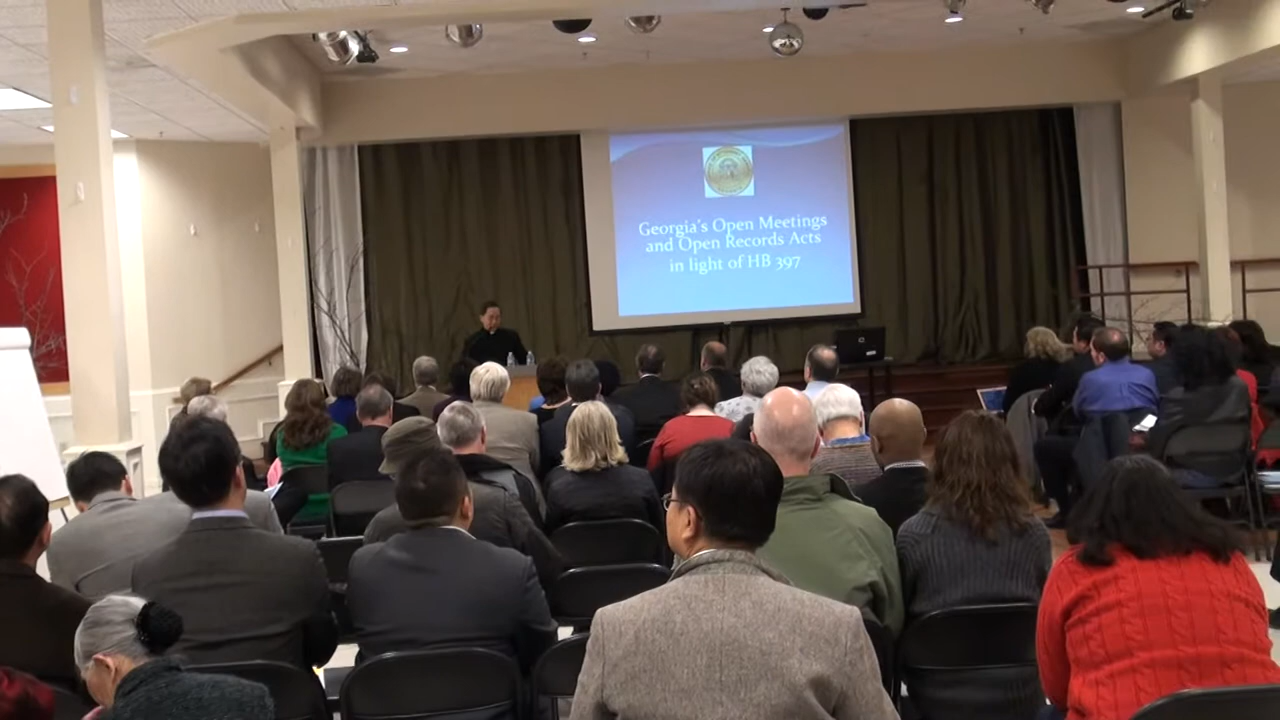 Georgia's Open Meetings
and Open Records Acts
in light of HB 397